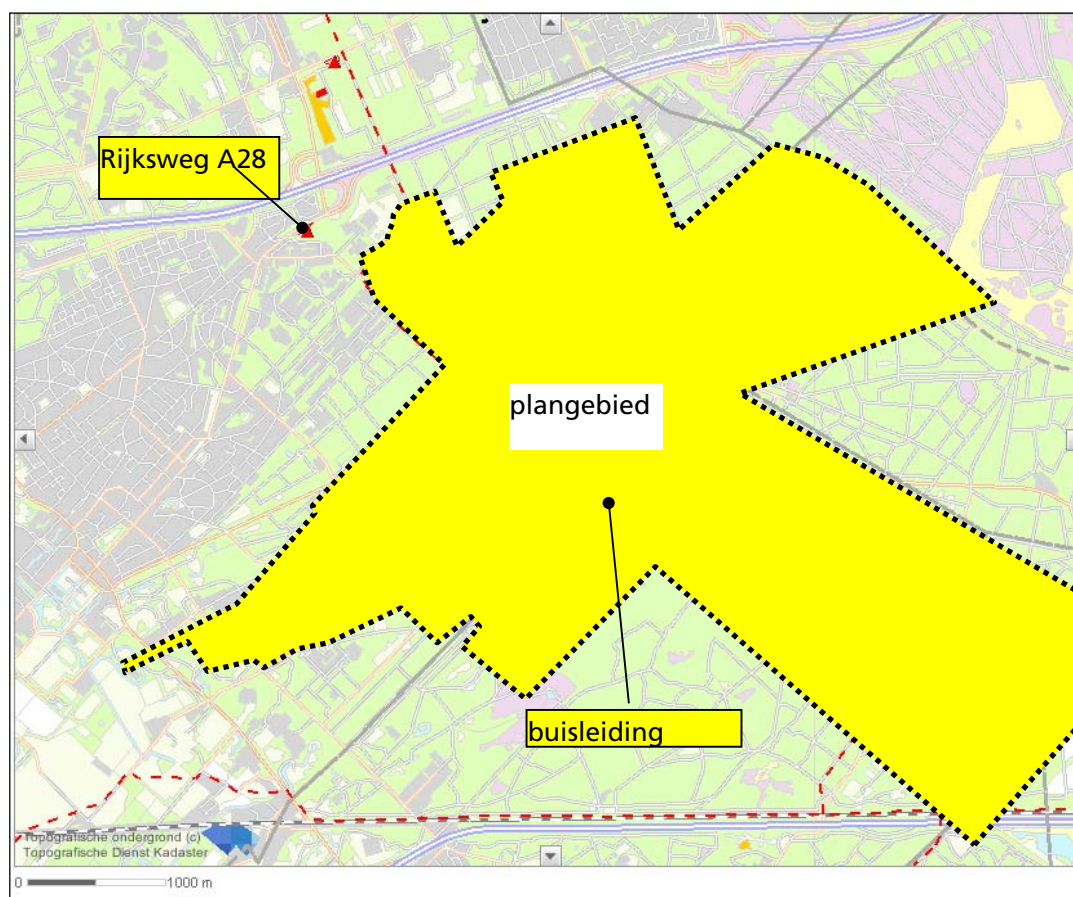 Rijksweg A28
plangebied
buisleiding
Topografische ondergrond (c)
Topografische Dienst Kadaster
0 1000 m